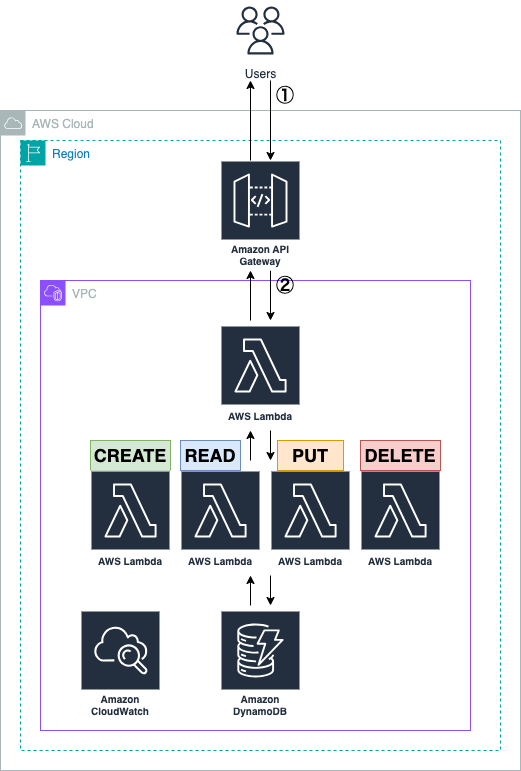 Users
①
AWS Cloud
Region
</>
Amazon API
Gateway
②
VPC
AWS Lambda
CREATE
READ
PUT
DELETE
AWS Lambda
AWS Lambda
AWS Lambda
AWS Lambda
Amazon
CloudWatch
Amazon
DynamoDB